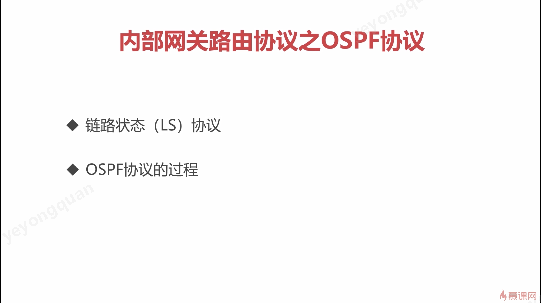 内部网关路由协议之OSPF协议
◆ 链路状态（LS）协议
◆ OSPF协议的过程
yeyongquan
yeyongquan
慕课网